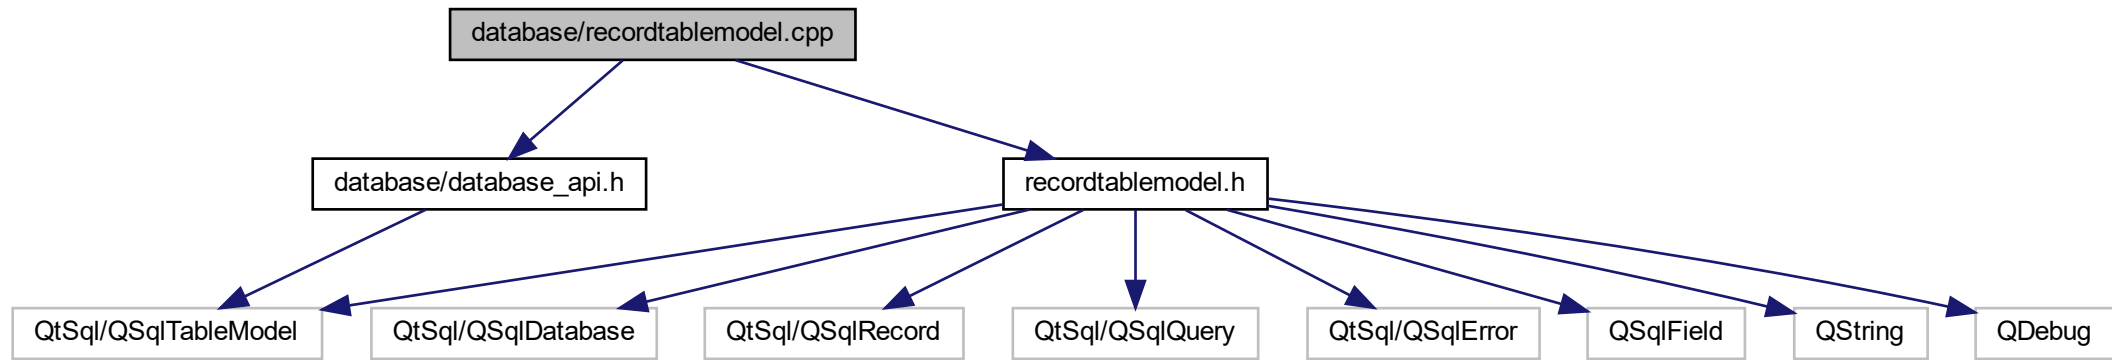 database/recordtablemodel.cpp
database/database_api.h
recordtablemodel.h
QtSql/QSqlTableModel
QtSql/QSqlDatabase
QtSql/QSqlRecord
QtSql/QSqlQuery
QtSql/QSqlError
QSqlField
QString
QDebug